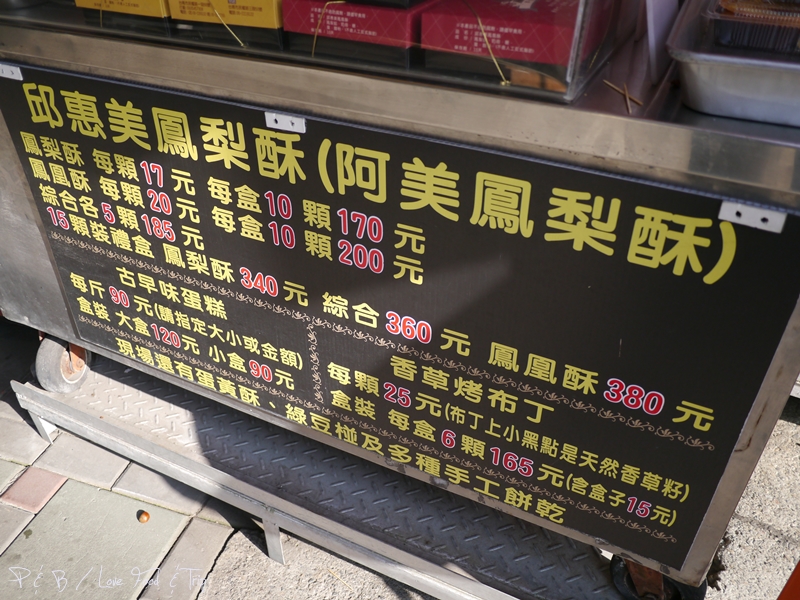 邱惠美鳳梨酥(阿美鳳梨酥)
鳳梨酥 每顆17元 每盒10顆170元
鳳凰酥 每顆20元 每盒10顆200元
綜合各5顆185元
15顆裝禮盒 鳳梨酥340元 綜合360元 鳳凰酥380元
古早味蛋糕
每斤90元(請指定大小或金額)
盒裝 大盒120元 小盒90元
香草烤布丁
每顆25元(布丁上小黑點是天然香草籽)
盒裝 每盒6顆165元(含盒子15元)
現場還有蛋黃酥、綠豆椪及多種手工餅乾
P & B / Love Food & Trip